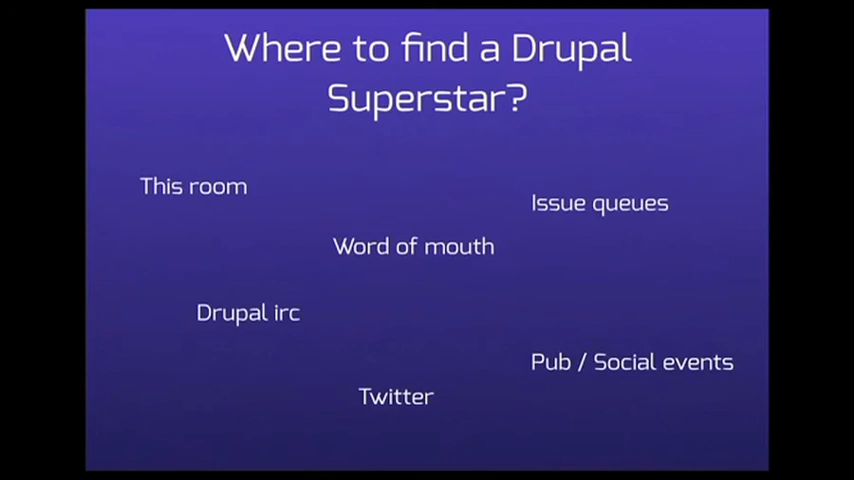 Where to find a Drupal
Superstar?
This room
Issue queues
Word of mouth
Drupal irc
Pub / Social events
Twitter